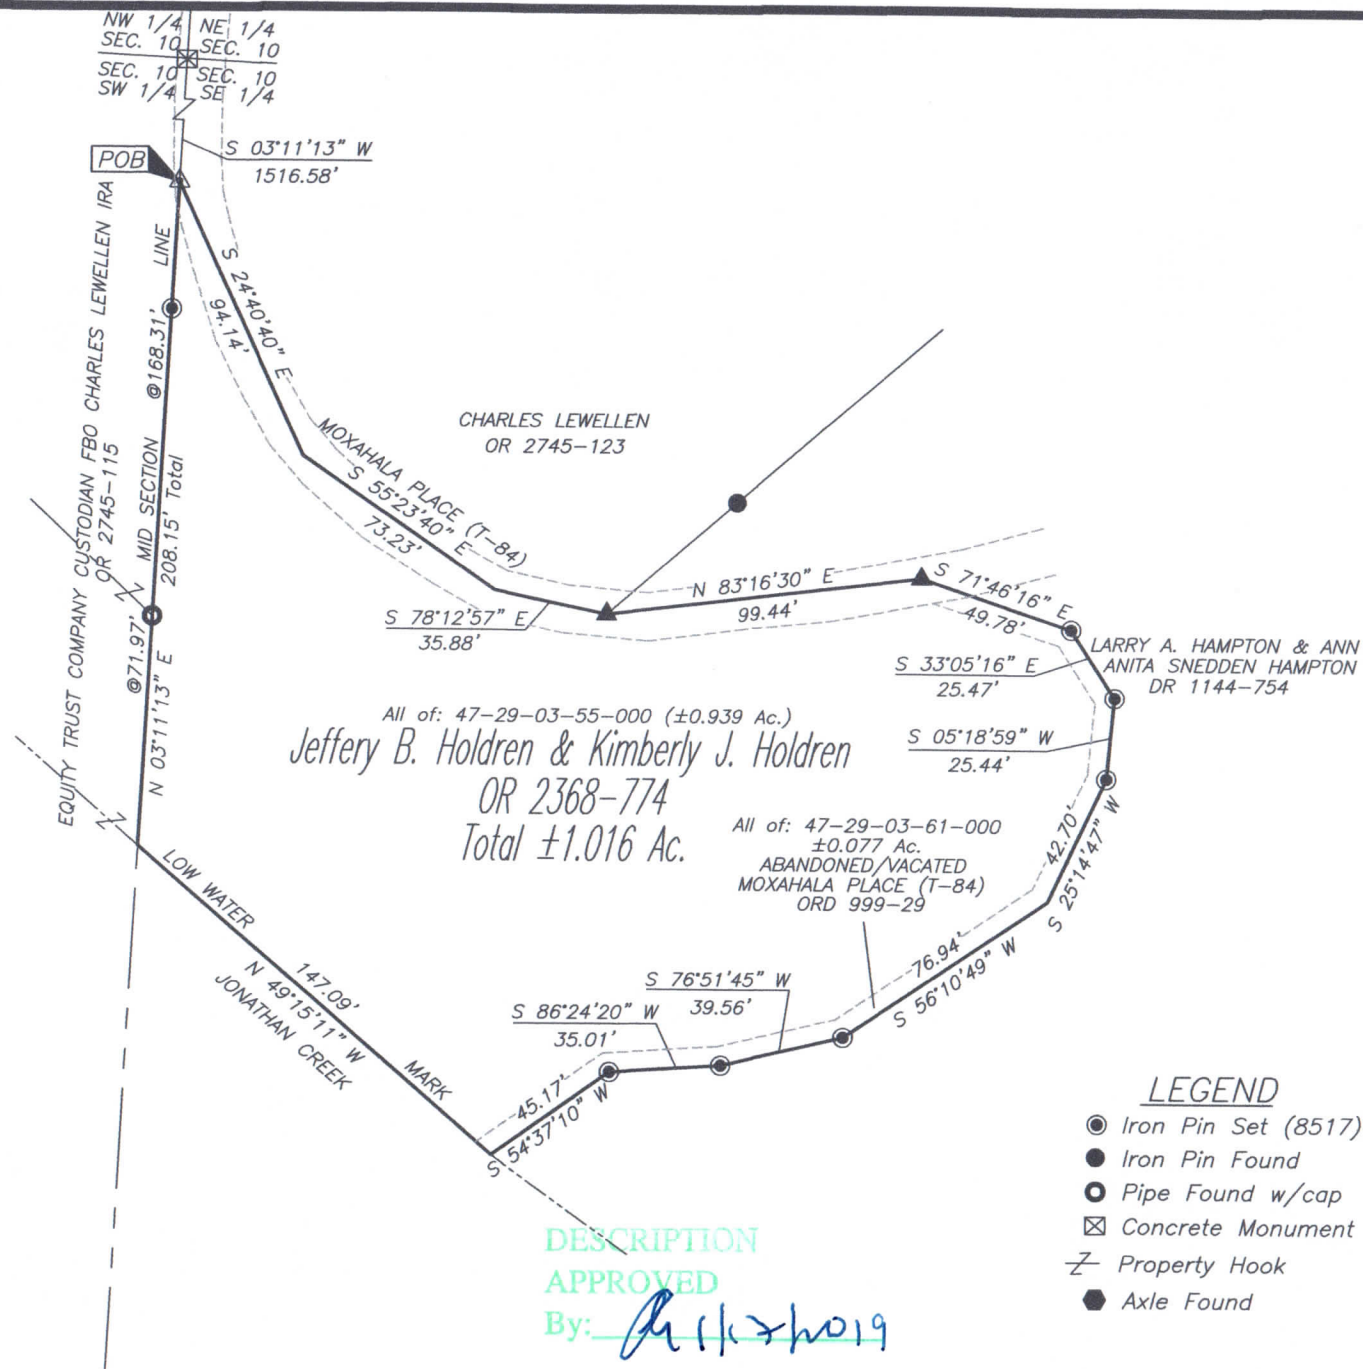 NW 1/4
NE 1/4
SEC. 10
SEC. 10
SEC. 10
SEC. 10
SW 1/4
SE 1/4
S 03°11'13" W
1516.58'
POB
EQUITY TRUST COMPANY CUSTODIAN FBO CHARLES LEWELLEN IRA
OR 2745-115
MID SECTION LINE
@168.31'
208.15' Total
@71.97'
N 03°11'13" E
S 24°40'40" E
94.14'
CHARLES LEWELLEN
OR 2745-123
MOXAHALA PLACE (T-84)
S 55°23'40" E
73.23'
S 78°12'57" E
35.88'
N 83°16'30" E
99.44'
S 71°46'16" E
49.78'
S 33°05'16" E
25.47'
LARRY A. HAMPTON & ANN
ANITA SNEDDEN HAMPTON
DR 1144-754
S 05°18'59" W
25.44'
All of: 47-29-03-55-000 (±0.939 Ac.)
Jeffery B. Holdren & Kimberly J. Holdren
OR 2368-774
Total ±1.016 Ac.
All of: 47-29-03-61-000
±0.077 Ac.
ABANDONED/VACATED
MOXAHALA PLACE (T-84)
ORD 999-29
42.70'
S 25°14'47" W
76.94'
S 56°10'49" W
S 76°51'45" W
39.56'
S 86°24'20" W
35.01'
45.17'
S 54°37'10" W
LOW WATER MARK
147.09'
N 49°15'11" W
JONATHAN CREEK
LEGEND
Iron Pin Set (8517)
Iron Pin Found
Pipe Found w/cap
Concrete Monument
Property Hook
Axle Found
DESCRIPTION
APPROVED
By: